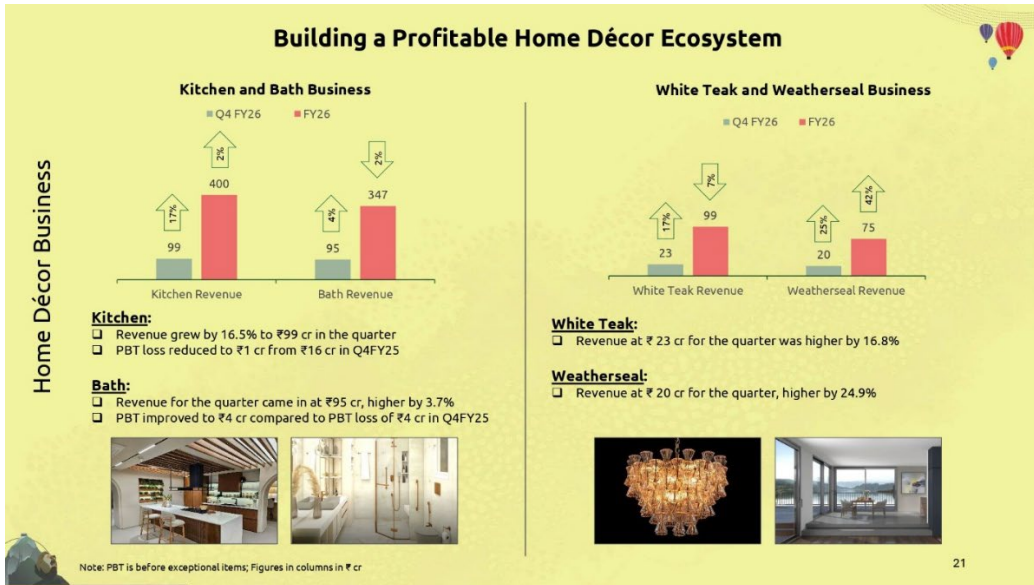 Building a Profitable Home Décor Ecosystem
Home Décor Business
Kitchen and Bath Business
Q4 FY26 FY26
17%
99
2%
400
4%
95
2%
347
Kitchen Revenue Bath Revenue
Kitchen:
Revenue grew by 16.5% to ₹99 cr in the quarter
PBT loss reduced to ₹1 cr from ₹16 cr in Q4FY25
Bath:
Revenue for the quarter came in at ₹95 cr, higher by 3.7%
PBT improved to ₹4 cr compared to PBT loss of ₹4 cr in Q4FY25
White Teak and Weatherseal Business
Q4 FY26 FY26
17%
23
7%
99
25%
20
42%
75
White Teak Revenue Weatherseal Revenue
White Teak:
Revenue at ₹ 23 cr for the quarter was higher by 16.8%
Weatherseal:
Revenue at ₹ 20 cr for the quarter, higher by 24.9%
Note: PBT is before exceptional items; Figures in columns in ₹ cr
21